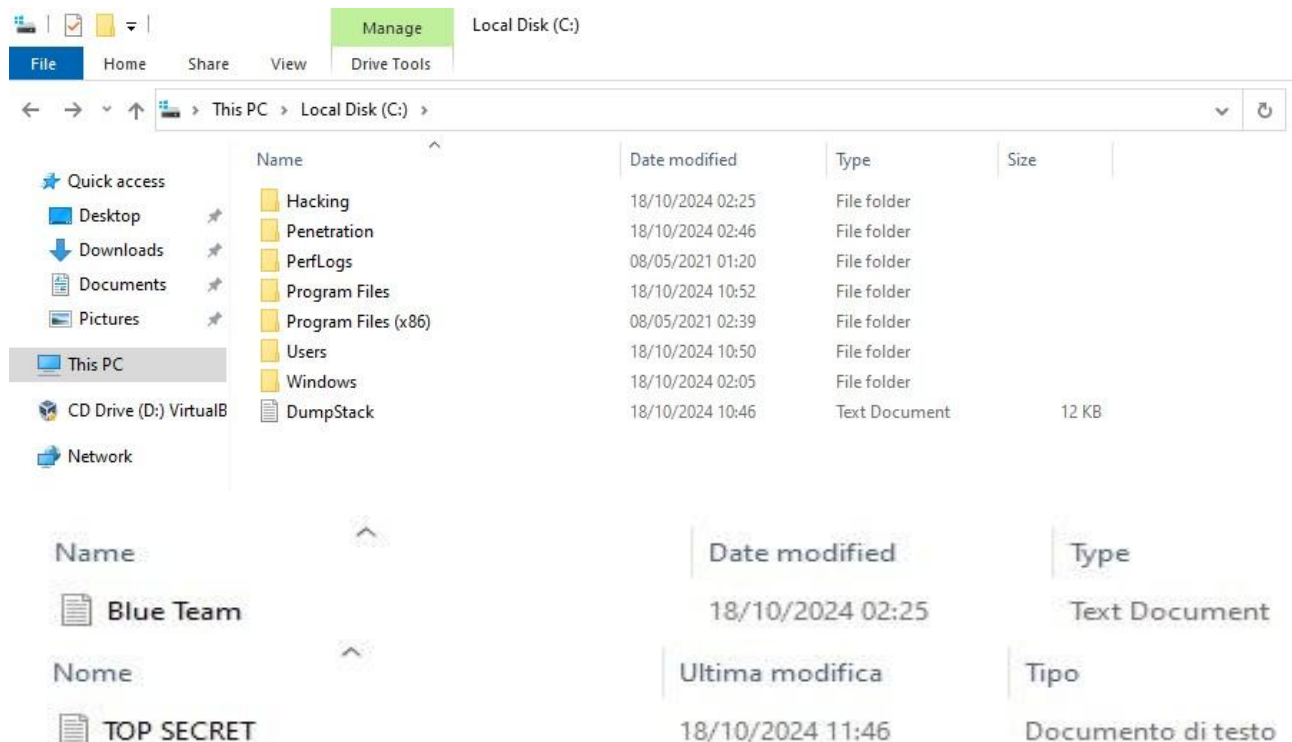 Manage Local Disk (C:)
File Home Share View Drive Tools
This PC > Local Disk (C:) >
Name Date modified Type Size
Quick access
Desktop
Downloads
Documents
Pictures
This PC
CD Drive (D:) VirtualB
Network
Hacking 18/10/2024 02:25 File folder
Penetration 18/10/2024 02:46 File folder
PerfLogs 08/05/2021 01:20 File folder
Program Files 18/10/2024 10:52 File folder
Program Files (x86) 08/05/2021 02:39 File folder
Users 18/10/2024 10:50 File folder
Windows 18/10/2024 02:05 File folder
DumpStack 18/10/2024 10:46 Text Document 12 KB
Name Date modified Type
Blue Team 18/10/2024 02:25 Text Document
Nome Ultima modifica Tipo
TOP SECRET 18/10/2024 11:46 Documento di testo